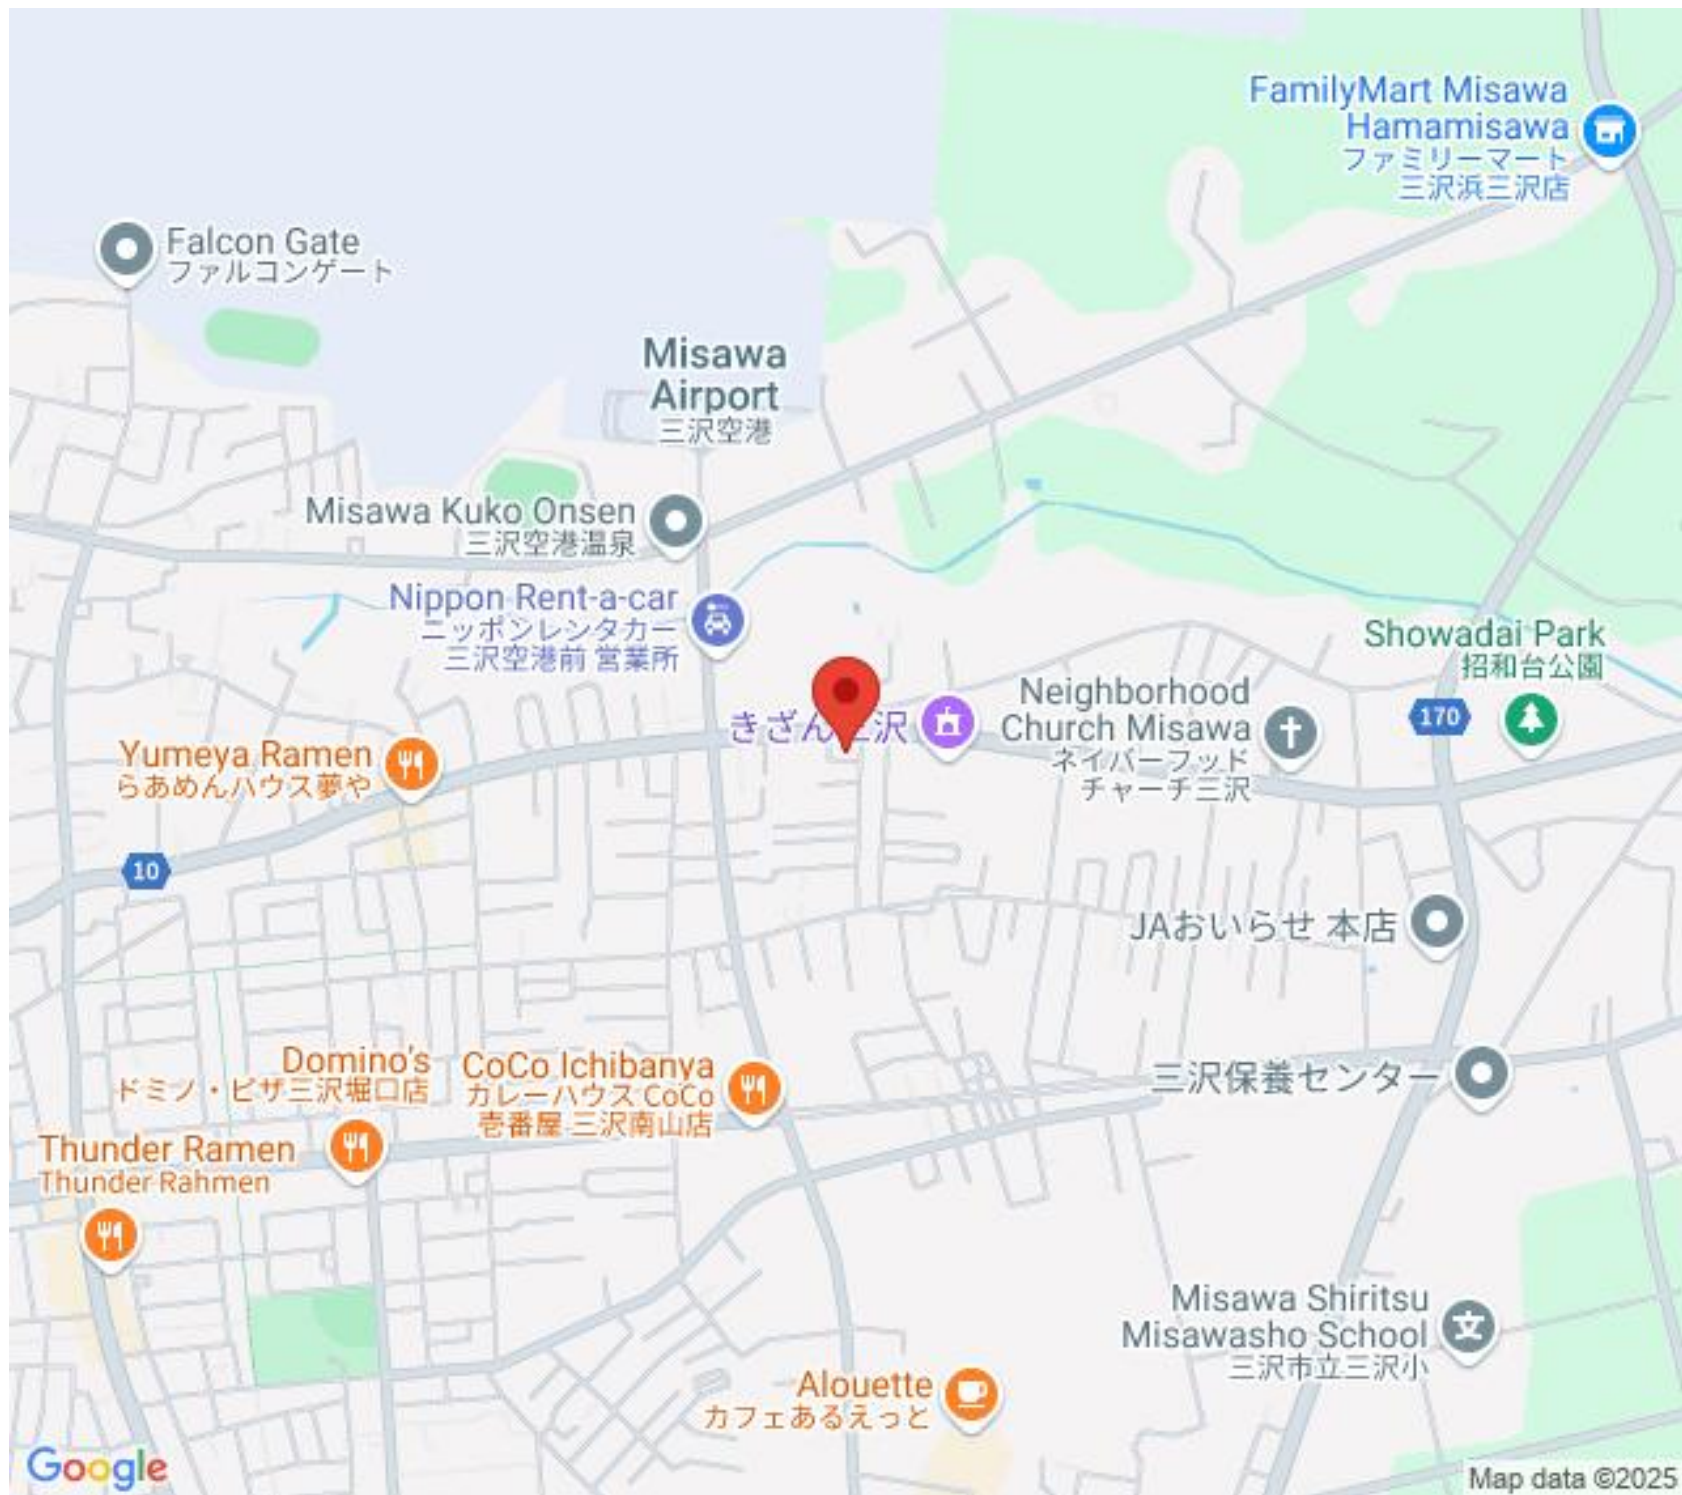 FamilyMart Misawa
Hamamisawa
ファミリーマート
三沢浜三沢店
Falcon Gate
ファルコンゲート
Misawa
Airport
三沢空港
Misawa Kuko Onsen
三沢空港温泉
Nippon Rent-a-car
ニッポンレンタカー
三沢空港前 営業所
Showadai Park
招和台公園
Neighborhood
Church Misawa
ネイバーフッド
チャーチ三沢
170
きざん三沢
Yumeya Ramen
らあめんハウス夢や
10
JAおいらせ 本店
Domino's
ドミノ・ピザ三沢堀口店
CoCo Ichibanya
カレーハウス CoCo
壱番屋 三沢南山店
三沢保養センター
Thunder Ramen
Thunder Rahmen
Misawa Shiritsu
Misawasho School
三沢市立三沢小
文
Alouette
カフェあるえっと
Google
Map data ©2025